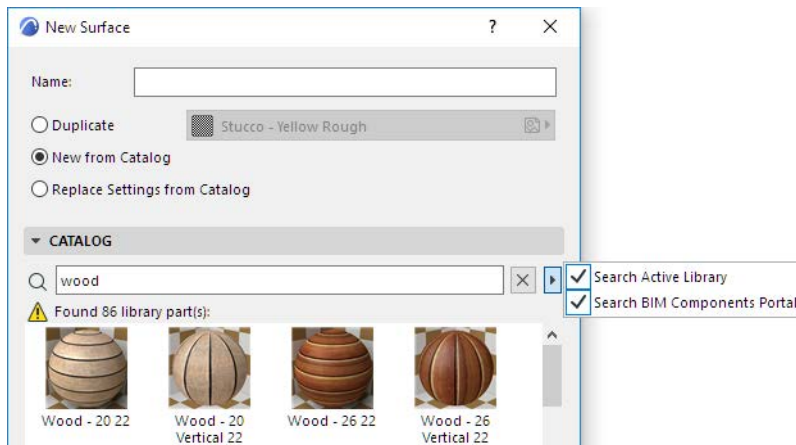 New Surface
Name:
Duplicate
Stucco - Yellow Rough
New from Catalog
Replace Settings from Catalog
CATALOG
wood
Search Active Library
Search BIM Components Portal
Found 86 library part(s):
Wood - 20 22
Wood - 20
Vertical 22
Wood - 26 22
Wood - 26
Vertical 22